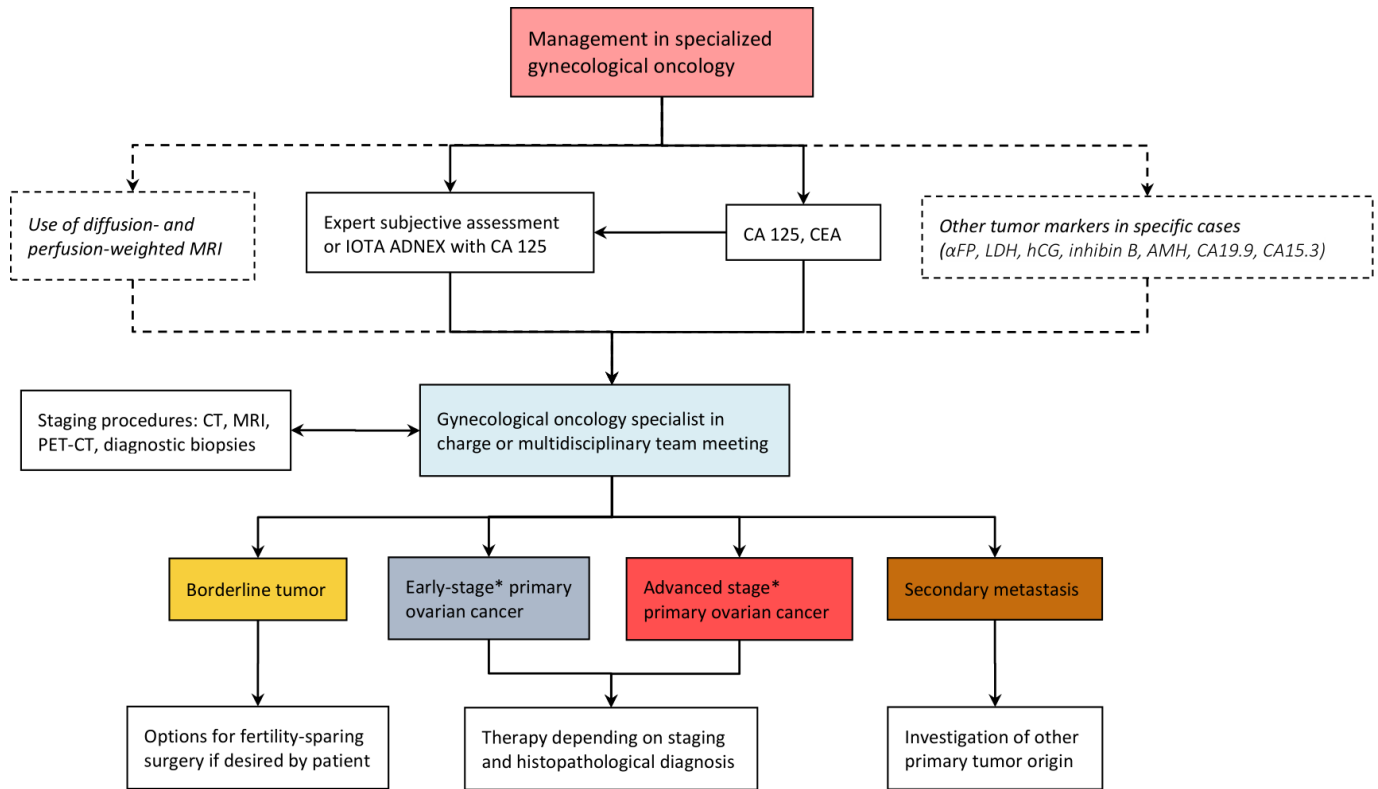 Management in specialized
gynecological oncology
Use of diffusion- and
perfusion-weighted MRI
Expert subjective assessment
or IOTA ADNEX with CA 125
CA 125, CEA
Other tumor markers in specific cases
(αFP, LDH, hCG, inhibin B, AMH, CA19.9, CA15.3)
Staging procedures: CT, MRI,
PET-CT, diagnostic biopsies
Gynecological oncology specialist in
charge or multidisciplinary team meeting
Borderline tumor
Early-stage* primary
ovarian cancer
Advanced stage*
primary ovarian cancer
Secondary metastasis
Options for fertility-sparing
surgery if desired by patient
Therapy depending on staging
and histopathological diagnosis
Investigation of other
primary tumor origin